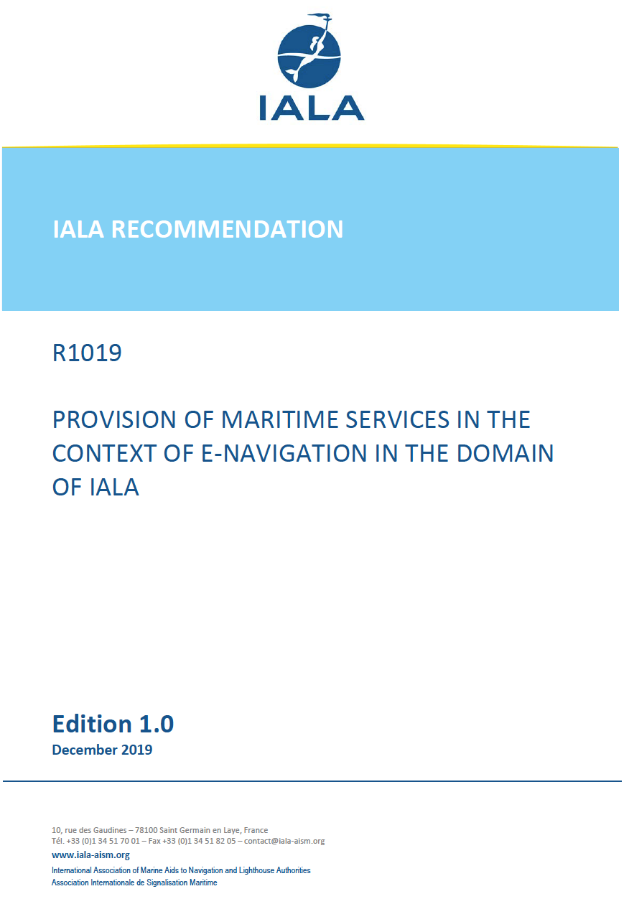 IALA
IALA RECOMMENDATION
R1019
PROVISION OF MARITIME SERVICES IN THE
CONTEXT OF E-NAVIGATION IN THE DOMAIN
OF IALA
Edition 1.0
December 2019
10, rue des Gaudines – 78100 Saint Germain en Laye, France
Tél. +33 (0)1 34 51 70 01 – Fax +33 (0)1 34 51 82 05 – contact@iala-aism.org
www.iala-aism.org
International Association of Marine Aids to Navigation and Lighthouse Authorities
Association Internationale de Signalisation Maritime